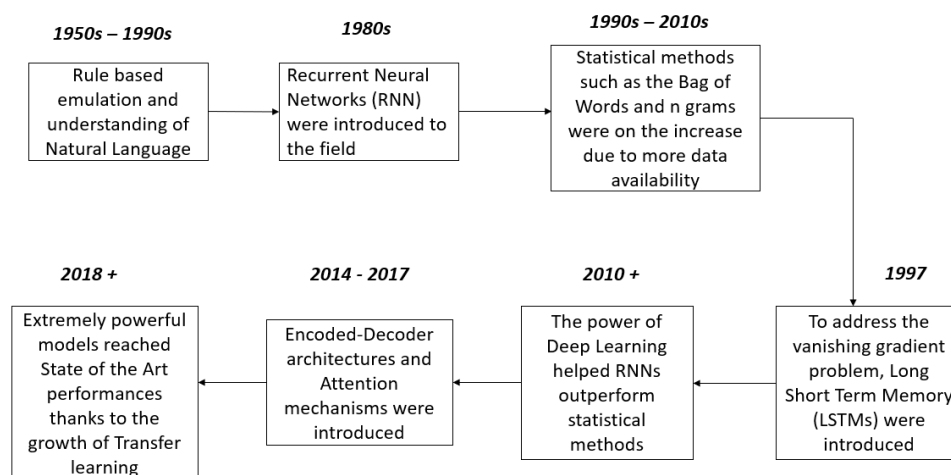 1950s – 1990s
Rule based
emulation and
understanding of
Natural Language
1980s
Recurrent Neural
Networks (RNN)
were introduced to
the field
1990s – 2010s
Statistical methods
such as the Bag of
Words and n grams
were on the increase
due to more data
availability
1997
To address the
vanishing gradient
problem, Long
Short Term Memory
(LSTMs) were
introduced
2010 +
The power of
Deep Learning
helped RNNs
outperform
statistical
methods
2014 - 2017
Encoded-Decoder
architectures and
Attention
mechanisms were
introduced
2018 +
Extremely powerful
models reached
State of the Art
performances
thanks to the
growth of Transfer
learning